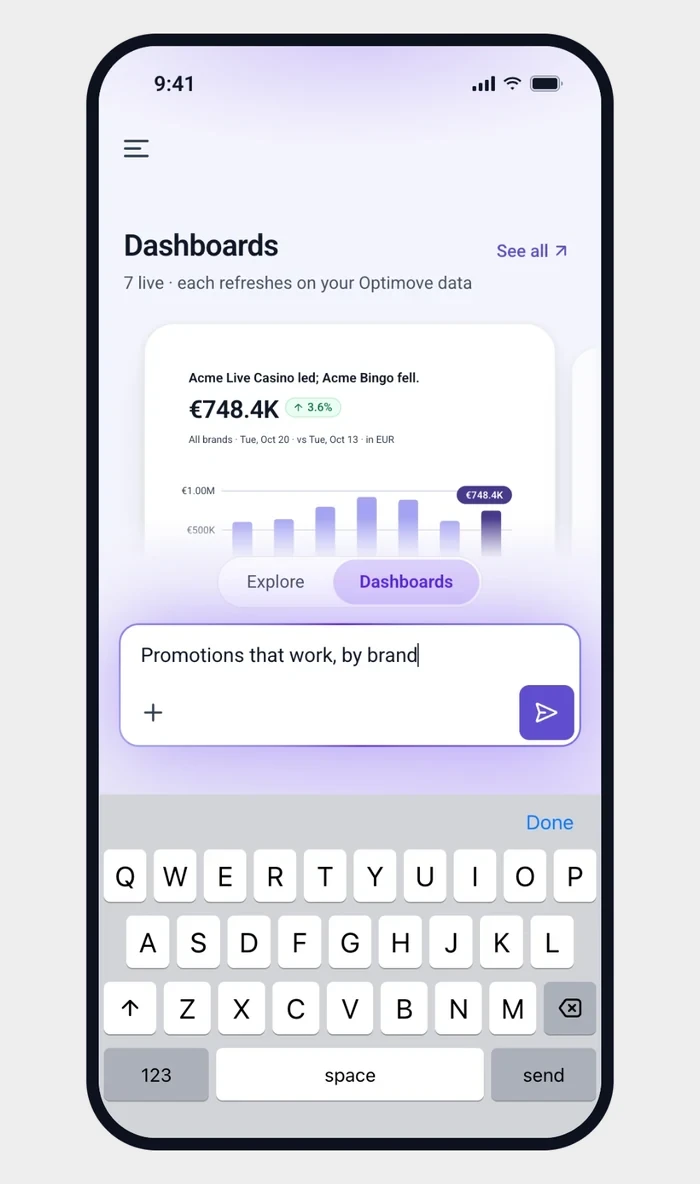 9:41
Dashboards
See all
7 live · each refreshes on your Optimove data
Acme Live Casino led; Acme Bingo fell.
€748.4K ↑ 3.6%
All brands · Tue, Oct 20 · vs Tue, Oct 13 · in EUR
€1.00M
€748.4K
€500K
Explore Dashboards
Promotions that work, by brand
Done
Q W E R T Y U I O P
A S D F G H J K L
Z X C V B N M
123 space send